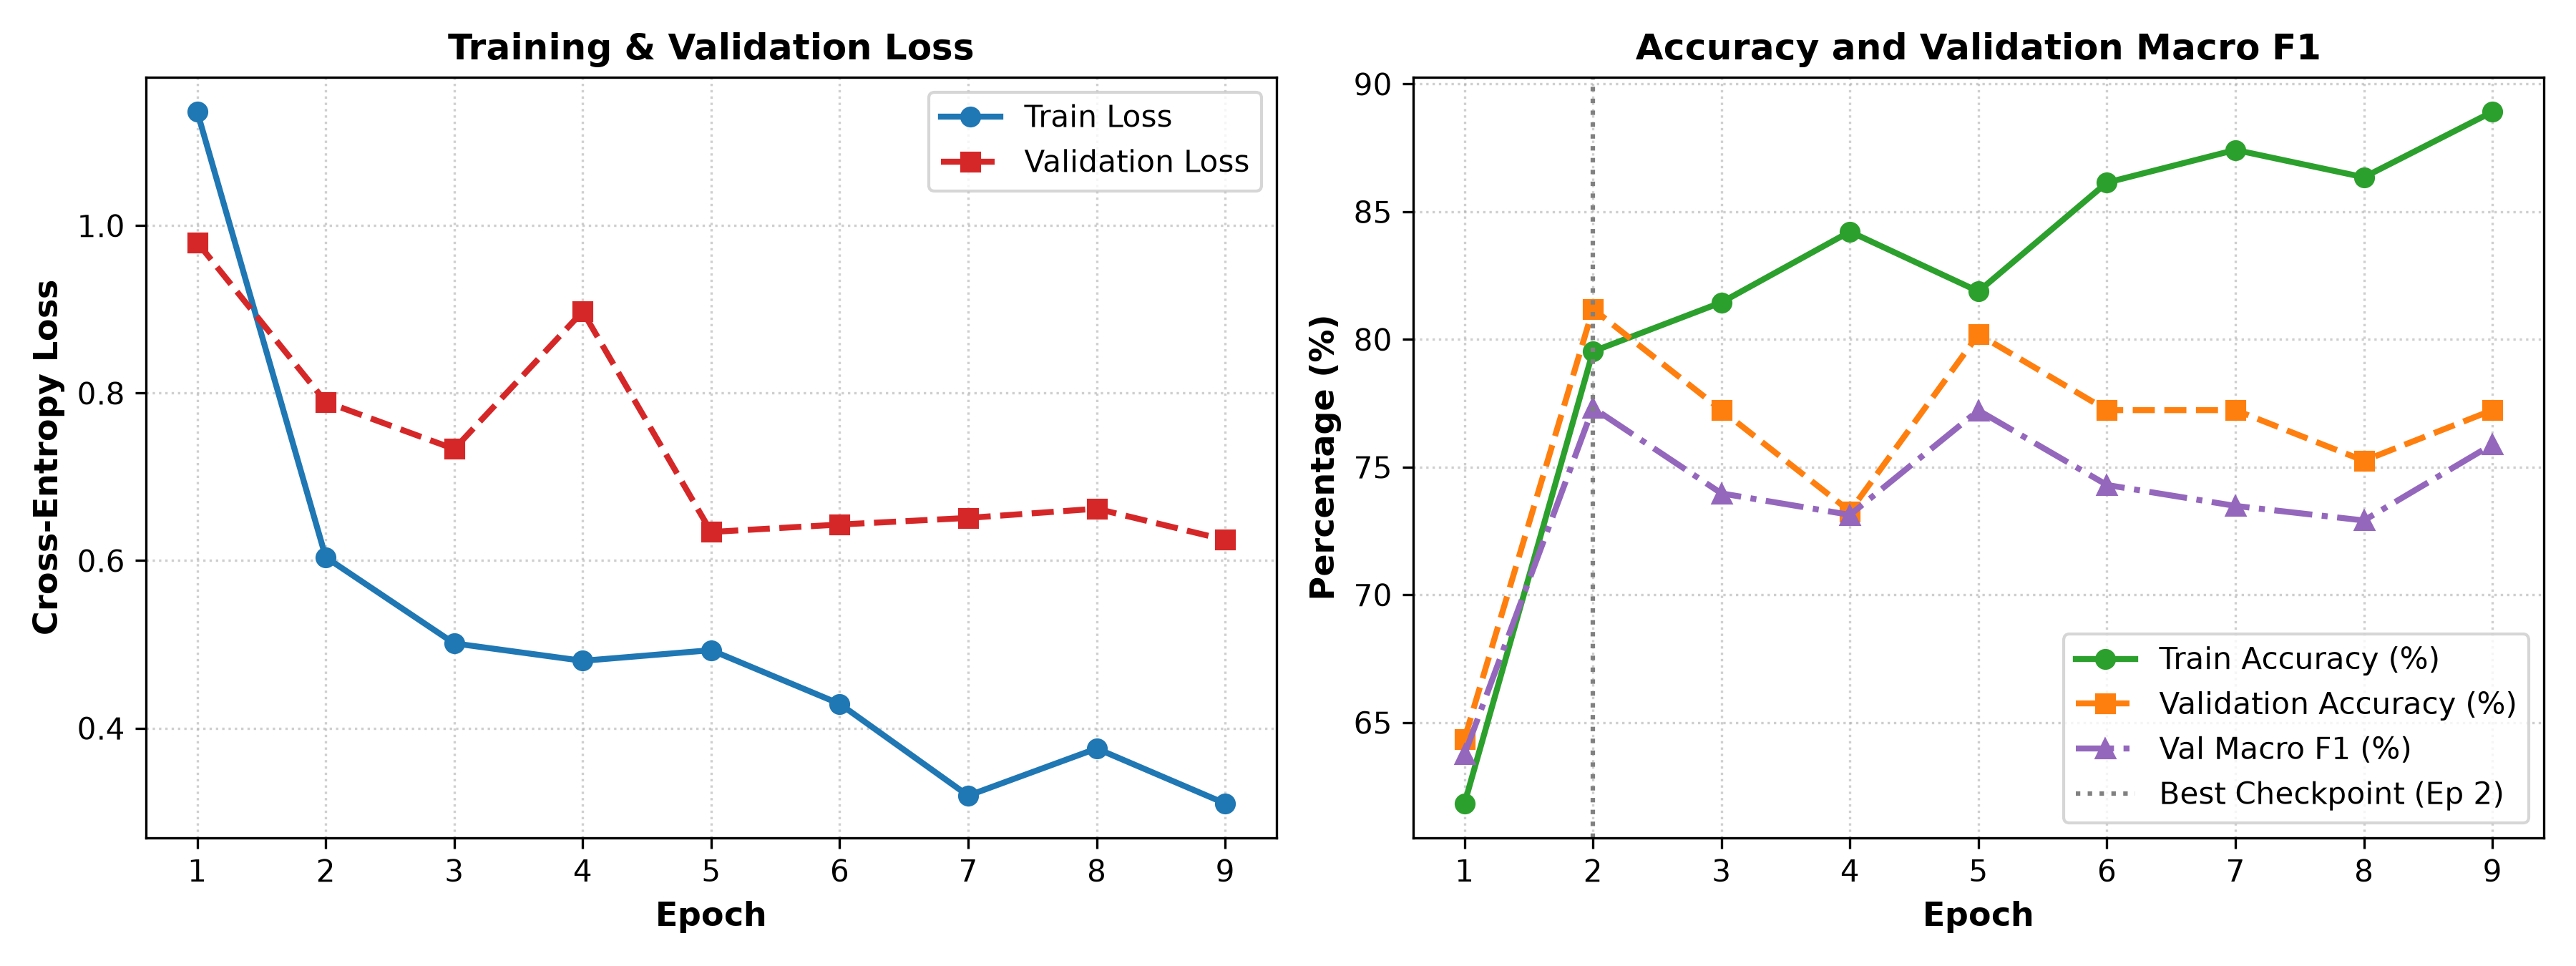 Training & Validation Loss
Cross-Entropy Loss
1.0
0.8
0.6
0.4
1 2 3 4 5 6 7 8 9
Epoch
Train Loss
Validation Loss
Accuracy and Validation Macro F1
Percentage (%)
90
85
80
75
70
65
1 2 3 4 5 6 7 8 9
Epoch
Train Accuracy (%)
Validation Accuracy (%)
Val Macro F1 (%)
Best Checkpoint (Ep 2)